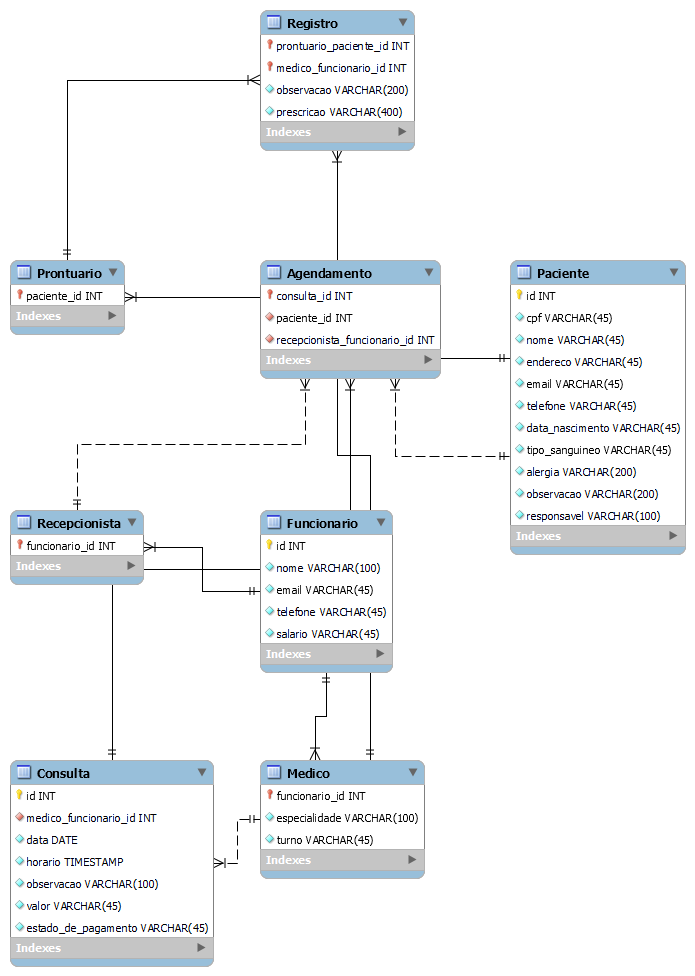 Registro
prontuario_paciente_id INT
medico_funcionario_id INT
observacao VARCHAR(200)
prescricao VARCHAR(400)
Indexes
Prontuario
paciente_id INT
Indexes
Agendamento
consulta_id INT
paciente_id INT
recepcionista_funcionario_id INT
Indexes
Paciente
id INT
cpf VARCHAR(45)
nome VARCHAR(45)
endereco VARCHAR(45)
email VARCHAR(45)
telefone VARCHAR(45)
data_nascimento VARCHAR(45)
tipo_sanguineo VARCHAR(45)
alergia VARCHAR(200)
observacao VARCHAR(200)
responsavel VARCHAR(100)
Indexes
Recepcionista
funcionario_id INT
Indexes
Funcionario
id INT
nome VARCHAR(100)
email VARCHAR(45)
telefone VARCHAR(45)
salario VARCHAR(45)
Indexes
Consulta
id INT
medico_funcionario_id INT
data DATE
horario TIMESTAMP
observacao VARCHAR(100)
valor VARCHAR(45)
estado_de_pagamento VARCHAR(45)
Indexes
Medico
funcionario_id INT
especialidade VARCHAR(100)
turno VARCHAR(45)
Indexes